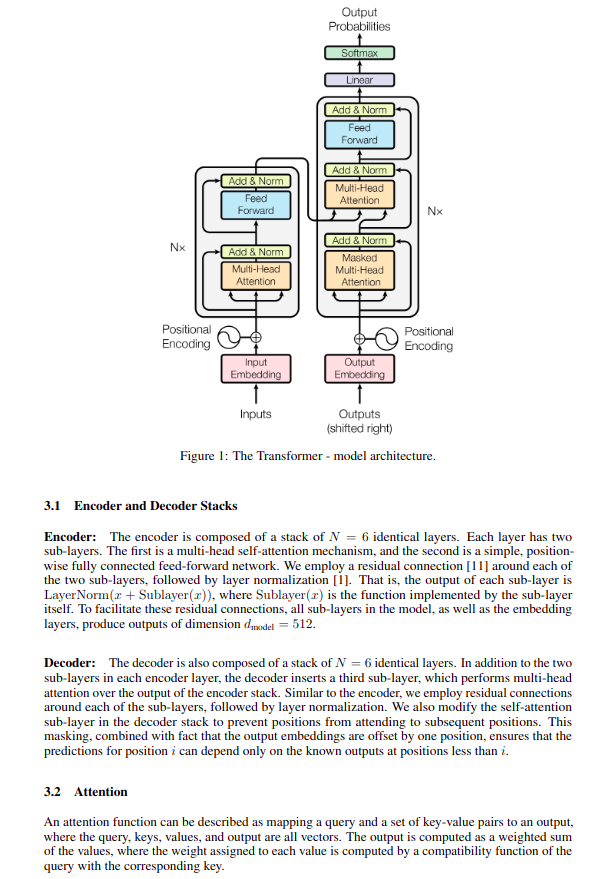 Output
Probabilities
Softmax
Linear
Add & Norm
Feed
Forward
Add & Norm
Multi-Head
Attention
Add & Norm
Masked
Multi-Head
Attention
Nx
Add & Norm
Feed
Forward
Add & Norm
Multi-Head
Attention
Nx
Positional
Encoding
Positional
Encoding
Input
Embedding
Output
Embedding
Inputs
Outputs
(shifted right)
Figure 1: The Transformer - model architecture.
3.1 Encoder and Decoder Stacks
Encoder: The encoder is composed of a stack of N = 6 identical layers. Each layer has two
sub-layers. The first is a multi-head self-attention mechanism, and the second is a simple, position-
wise fully connected feed-forward network. We employ a residual connection [11] around each of
the two sub-layers, followed by layer normalization [1]. That is, the output of each sub-layer is
LayerNorm(x + Sublayer(x)), where Sublayer(x) is the function implemented by the sub-layer
itself. To facilitate these residual connections, all sub-layers in the model, as well as the embedding
layers, produce outputs of dimension d_model = 512.
Decoder: The decoder is also composed of a stack of N = 6 identical layers. In addition to the two
sub-layers in each encoder layer, the decoder inserts a third sub-layer, which performs multi-head
attention over the output of the encoder stack. Similar to the encoder, we employ residual connections
around each of the sub-layers, followed by layer normalization. We also modify the self-attention
sub-layer in the decoder stack to prevent positions from attending to subsequent positions. This
masking, combined with fact that the output embeddings are offset by one position, ensures that the
predictions for position i can depend only on the known outputs at positions less than i.
3.2 Attention
An attention function can be described as mapping a query and a set of key-value pairs to an output,
where the query, keys, values, and output are all vectors. The output is computed as a weighted sum
of the values, where the weight assigned to each value is computed by a compatibility function of the
query with the corresponding key.